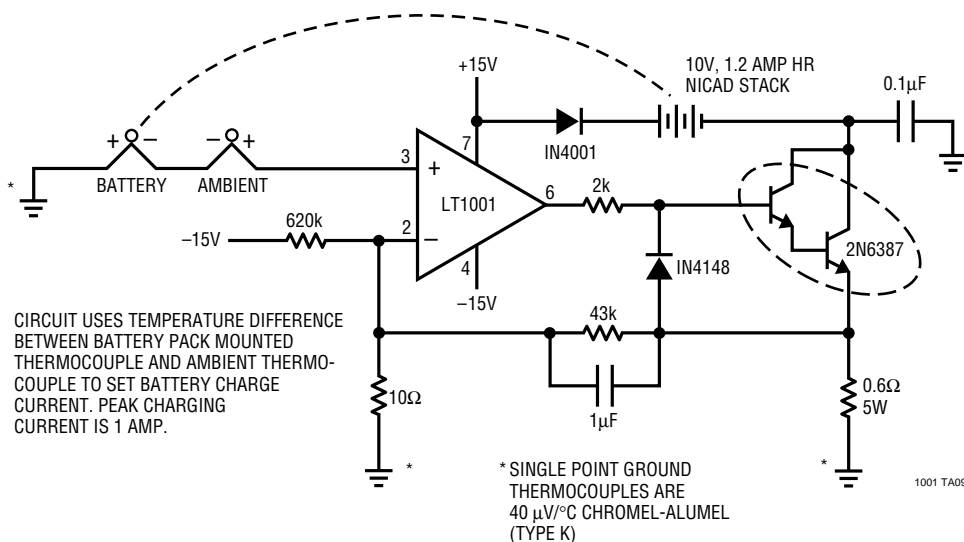 10V, 1.2 AMP HR
NICAD STACK
+15V
0.1µF
7
IN4001
+ –
– +
BATTERY
AMBIENT
*
3
+
LT1001
6
2k
620k
–15V
2
–
2N6387
4
–15V
IN4148
43k
CIRCUIT USES TEMPERATURE DIFFERENCE
BETWEEN BATTERY PACK MOUNTED
THERMOCOUPLE AND AMBIENT THERMO-
COUPLE TO SET BATTERY CHARGE
CURRENT. PEAK CHARGING
CURRENT IS 1 AMP.
10Ω
1µF
0.6Ω
5W
*
*
* SINGLE POINT GROUND
THERMOCOUPLES ARE
40 µV/°C CHROMEL-ALUMEL
(TYPE K)
1001 TA09